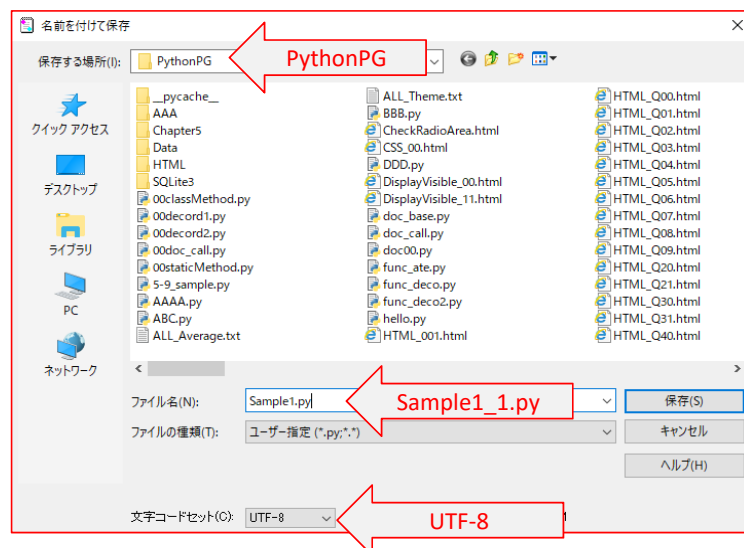 名前を付けて保存
保存する場所(I):
PythonPG
PythonPG
クイック アクセス
デスクトップ
ライブラリ
PC
ネットワーク
__pycache__
AAA
Chapter5
Data
HTML
SQLite3
00classMethod.py
00decord1.py
00decord2.py
00doc_call.py
00staticMethod.py
5-9_sample.py
AAAA.py
ABC.py
ALL_Average.txt
ALL_Theme.txt
BBB.py
CheckRadioArea.html
CSS_00.html
DDD.py
DisplayVisible_00.html
DisplayVisible_11.html
doc_base.py
doc_call.py
doc00.py
func_ate.py
func_deco.py
func_deco2.py
hello.py
HTML_001.html
HTML_Q00.html
HTML_Q01.html
HTML_Q02.html
HTML_Q03.html
HTML_Q04.html
HTML_Q05.html
HTML_Q06.html
HTML_Q07.html
HTML_Q08.html
HTML_Q09.html
HTML_Q20.html
HTML_Q21.html
HTML_Q30.html
HTML_Q31.html
HTML_Q40.html
ファイル名(N):
Sample1.py
Sample1_1.py
保存(S)
ファイルの種類(T):
ユーザー指定 (*.py;*.*)
キャンセル
ヘルプ(H)
文字コードセット(C):
UTF-8
UTF-8